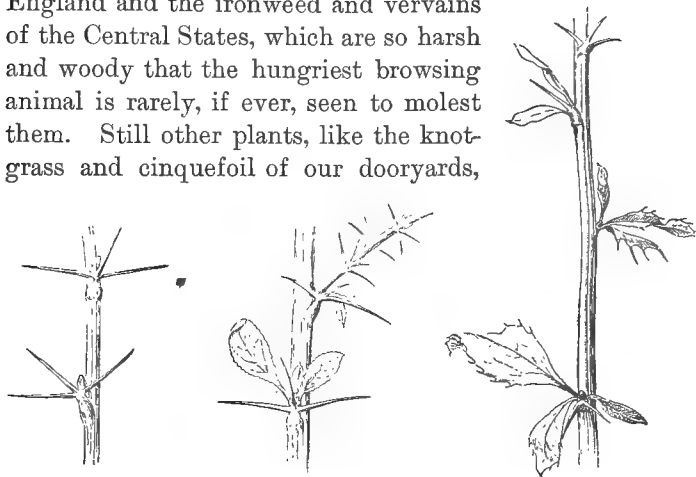 England and the ironweed and vervains
of the Central States, which are so harsh
and woody that the hungriest browsing
animal is rarely, if ever, seen to molest
them. Still other plants, like the knot-
grass and cinquefoil of our dooryards,